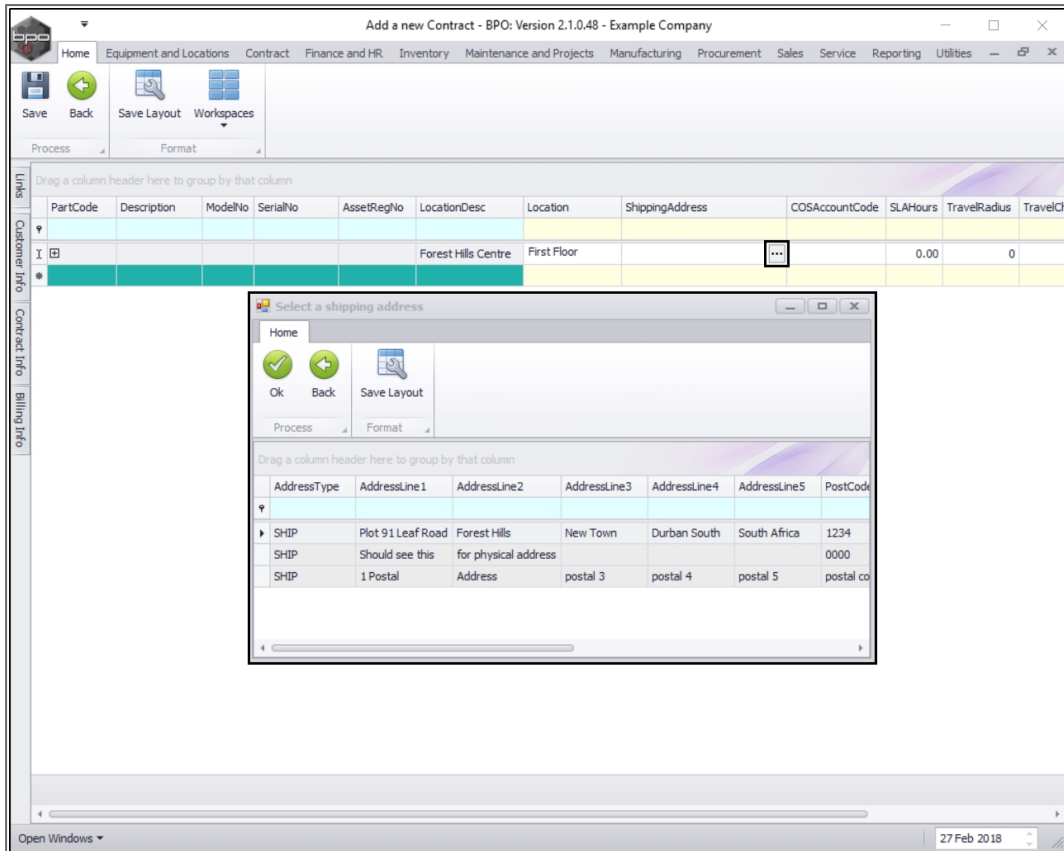 Add a new Contract - BPO: Version 2.1.0.48 - Example Company
bpo
Home Equipment and Locations Contract Finance and HR Inventory Maintenance and Projects Manufacturing Procurement Sales Service Reporting Utilities
Save Back Save Layout Workspaces
Process Format
Links
Customer Info
Contract Info
Billing Info
Drag a column header here to group by that column
PartCode Description ModelNo SerialNo AssetRegNo LocationDesc Location ShippingAddress COSAccountCode SLAHours TravelRadius TravelCh
Forest Hills Centre First Floor ... 0.00 0
Select a shipping address
Home
Ok Back Save Layout
Process Format
Drag a column header here to group by that column
AddressType AddressLine1 AddressLine2 AddressLine3 AddressLine4 AddressLine5 PostCode
SHIP Plot 91 Leaf Road Forest Hills New Town Durban South South Africa 1234
SHIP Should see this for physical address 0000
SHIP 1 Postal Address postal 3 postal 4 postal 5 postal co
Open Windows 27 Feb 2018